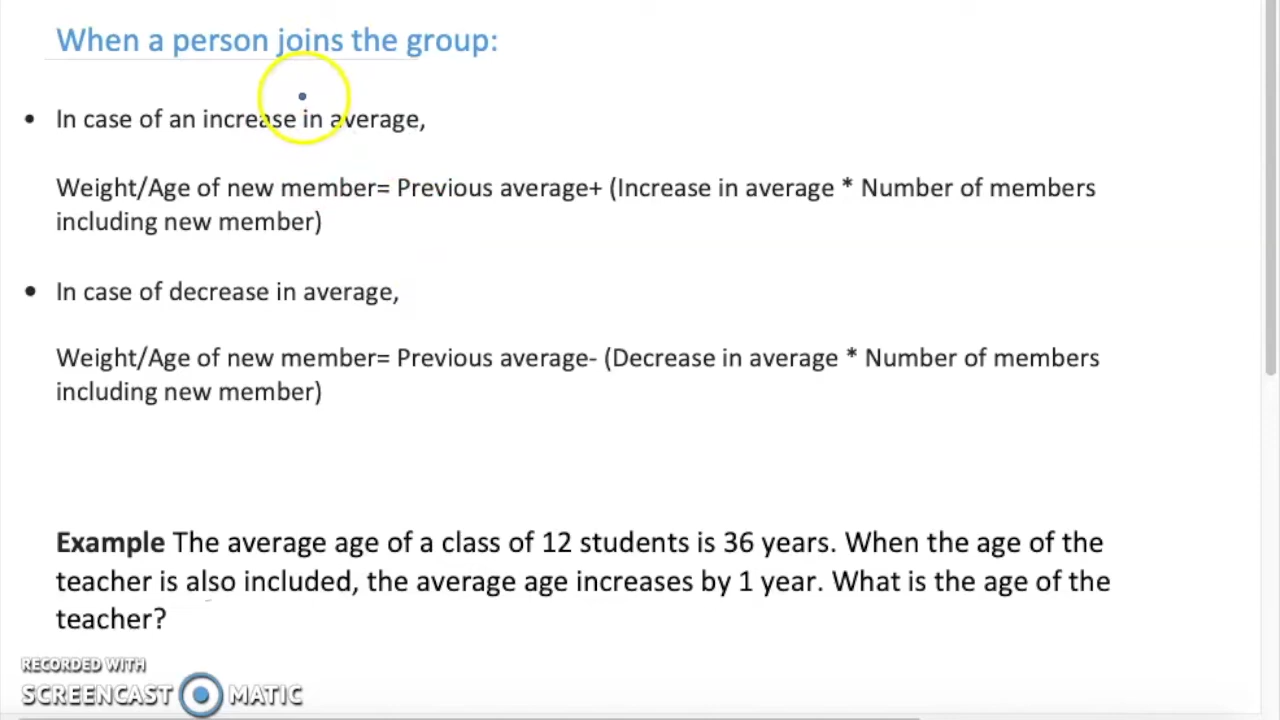 When a person joins the group:
• In case of an increase in average,
Weight/Age of new member= Previous average+ (Increase in average * Number of members
including new member)
• In case of decrease in average,
Weight/Age of new member= Previous average- (Decrease in average * Number of members
including new member)
Example The average age of a class of 12 students is 36 years. When the age of the
teacher is also included, the average age increases by 1 year. What is the age of the
teacher?
RECORDED WITH
SCREENCAST MATIC